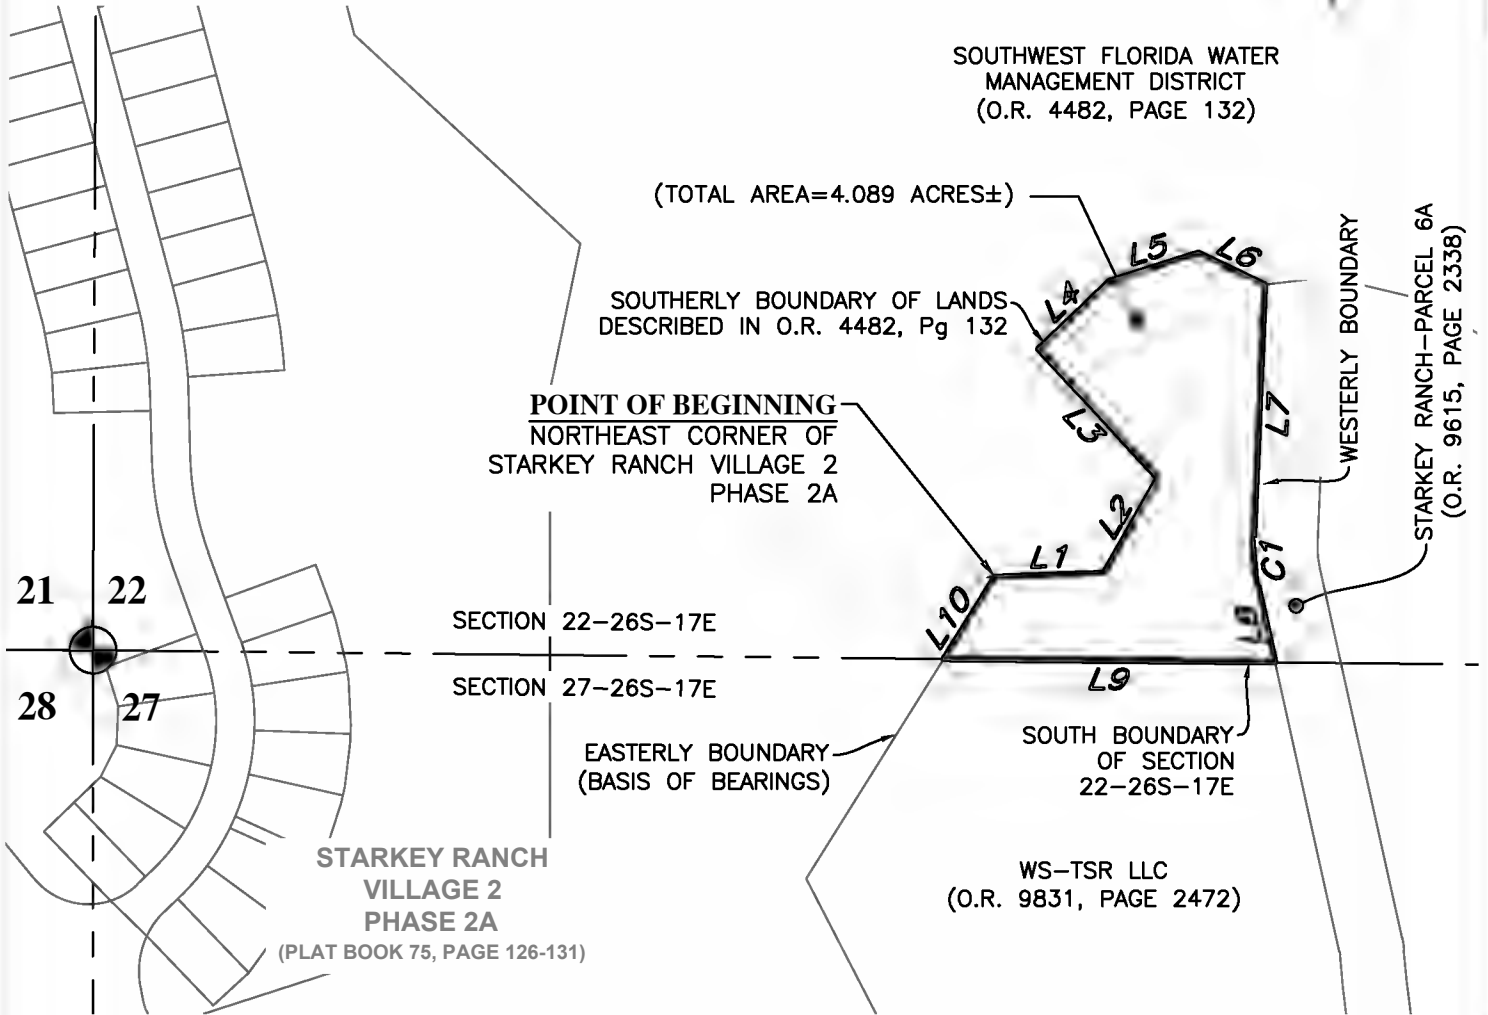 SOUTHWEST FLORIDA WATER
MANAGEMENT DISTRICT
(O.R. 4482, PAGE 132)
(TOTAL AREA=4.089 ACRES±)
SOUTHERLY BOUNDARY OF LANDS
DESCRIBED IN O.R. 4482, Pg 132
POINT OF BEGINNING
NORTHEAST CORNER OF
STARKEY RANCH VILLAGE 2
PHASE 2A
L5
L6
L4
L3
L7
L2
L1
C1
L10
L8
L9
WESTERLY BOUNDARY
STARKEY RANCH-PARCEL 6A
(O.R. 9615, PAGE 2338)
21
22
28
27
SECTION 22-26S-17E
SECTION 27-26S-17E
EASTERLY BOUNDARY
(BASIS OF BEARINGS)
SOUTH BOUNDARY
OF SECTION
22-26S-17E
STARKEY RANCH
VILLAGE 2
PHASE 2A
(PLAT BOOK 75, PAGE 126-131)
WS-TSR LLC
(O.R. 9831, PAGE 2472)